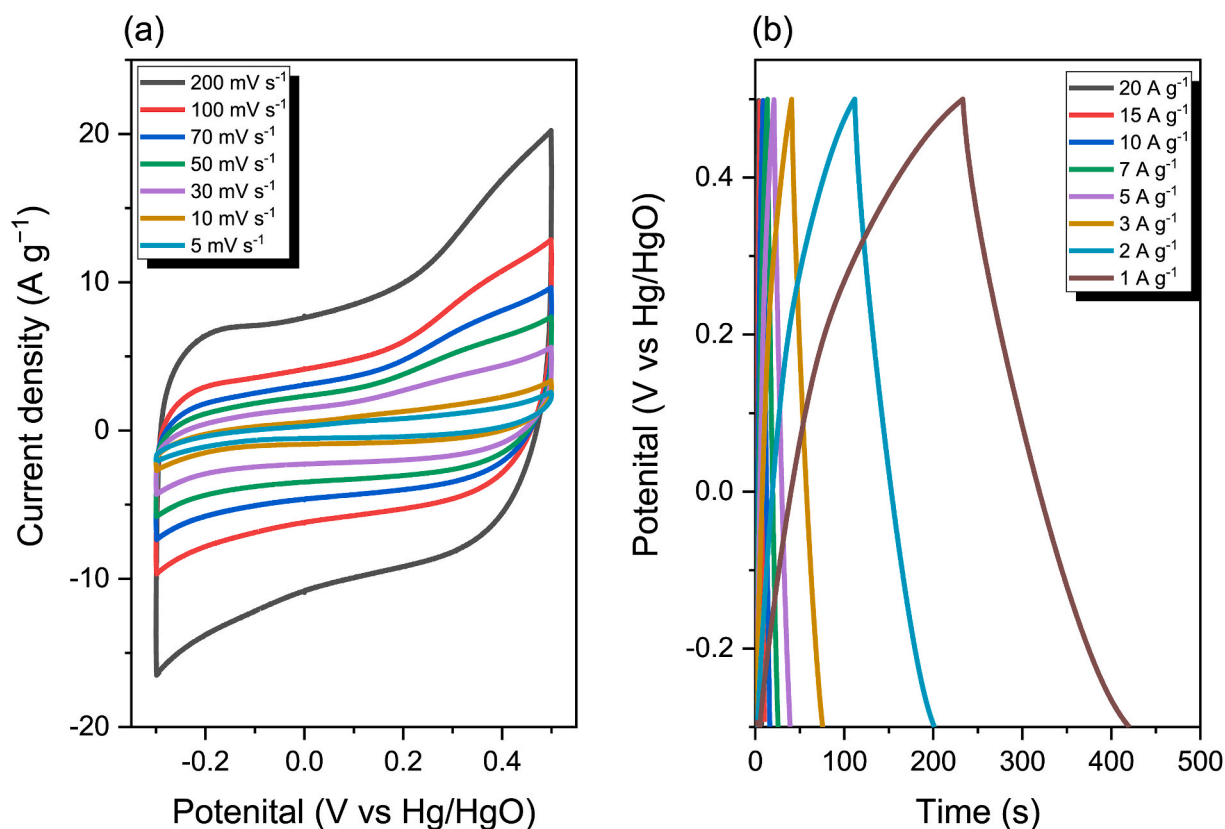 (a)
200 mV s⁻¹
100 mV s⁻¹
70 mV s⁻¹
50 mV s⁻¹
30 mV s⁻¹
10 mV s⁻¹
5 mV s⁻¹
Current density (A g⁻¹)
20
10
0
-10
-20
-0.2
0.0
0.2
0.4
Potenital (V vs Hg/HgO)
(b)
20 A g⁻¹
15 A g⁻¹
10 A g⁻¹
7 A g⁻¹
5 A g⁻¹
3 A g⁻¹
2 A g⁻¹
1 A g⁻¹
Potenital (V vs Hg/HgO)
0.4
0.2
0.0
-0.2
0
100
200
300
400
500
Time (s)